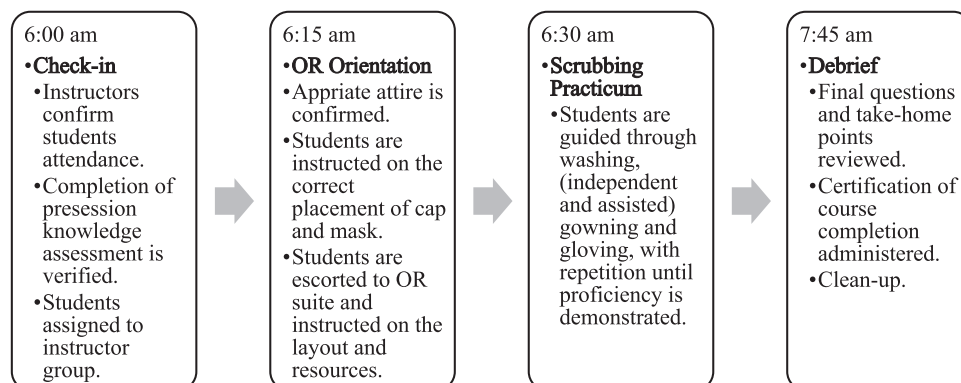 6:00 am
•Check-in
•Instructors
confirm
students
attendance.
•Completion of
presession
knowledge
assessment is
verified.
•Students
assigned to
instructor
group.
6:15 am
•OR Orientation
•Appriate attire is
confirmed.
•Students are
instructed on the
correct
placement of cap
and mask.
•Students are
escorted to OR
suite and
instructed on the
layout and
resources.
6:30 am
•Scrubbing
Practicum
•Students are
guided through
washing,
(independent
and assisted)
gowning and
gloving, with
repetition until
proficiency is
demonstrated.
7:45 am
•Debrief
•Final questions
and take-home
points
reviewed.
•Certification of
course
completion
administered.
•Clean-up.